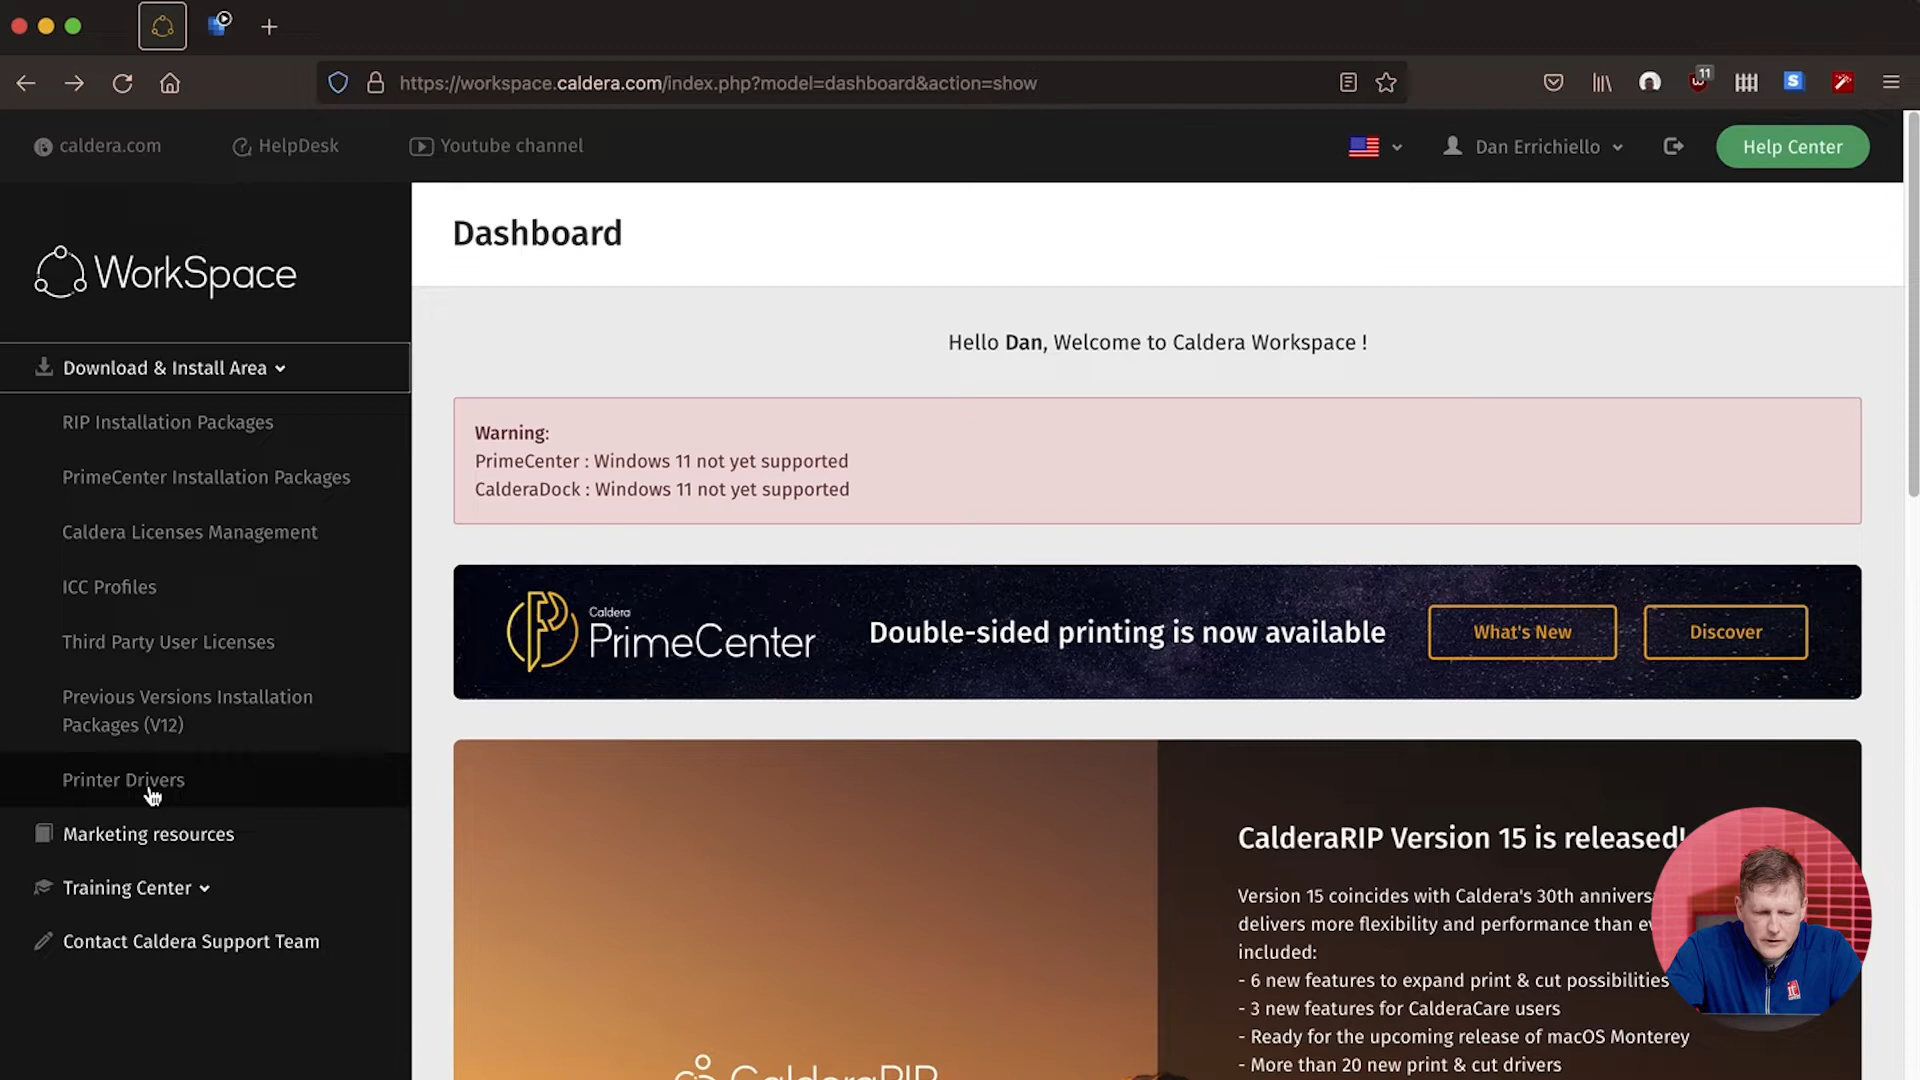 https://workspace.caldera.com/index.php?model=dashboard&action=show
11
S
caldera.com
HelpDesk
Youtube channel
Dan Errichiello
Help Center
WorkSpace
Dashboard
Hello Dan, Welcome to Caldera Workspace !
Download & Install Area
RIP Installation Packages
PrimeCenter Installation Packages
Caldera Licenses Management
ICC Profiles
Third Party User Licenses
Previous Versions Installation
Packages (V12)
Printer Drivers
Marketing resources
Training Center
Contact Caldera Support Team
Warning:
PrimeCenter : Windows 11 not yet supported
CalderaDock : Windows 11 not yet supported
Caldera
PrimeCenter
Double-sided printing is now available
What's New
Discover
CalderaRIP Version 15 is released!
Version 15 coincides with Caldera's 30th
delivers more flexibility and performance than
included:
- 6 new features to expand print & cut possibilities
- 3 new features for CalderaCare users
- Ready for the upcoming release of macOS Monterey
- More than 20 new print & cut drivers
CalderaRIP